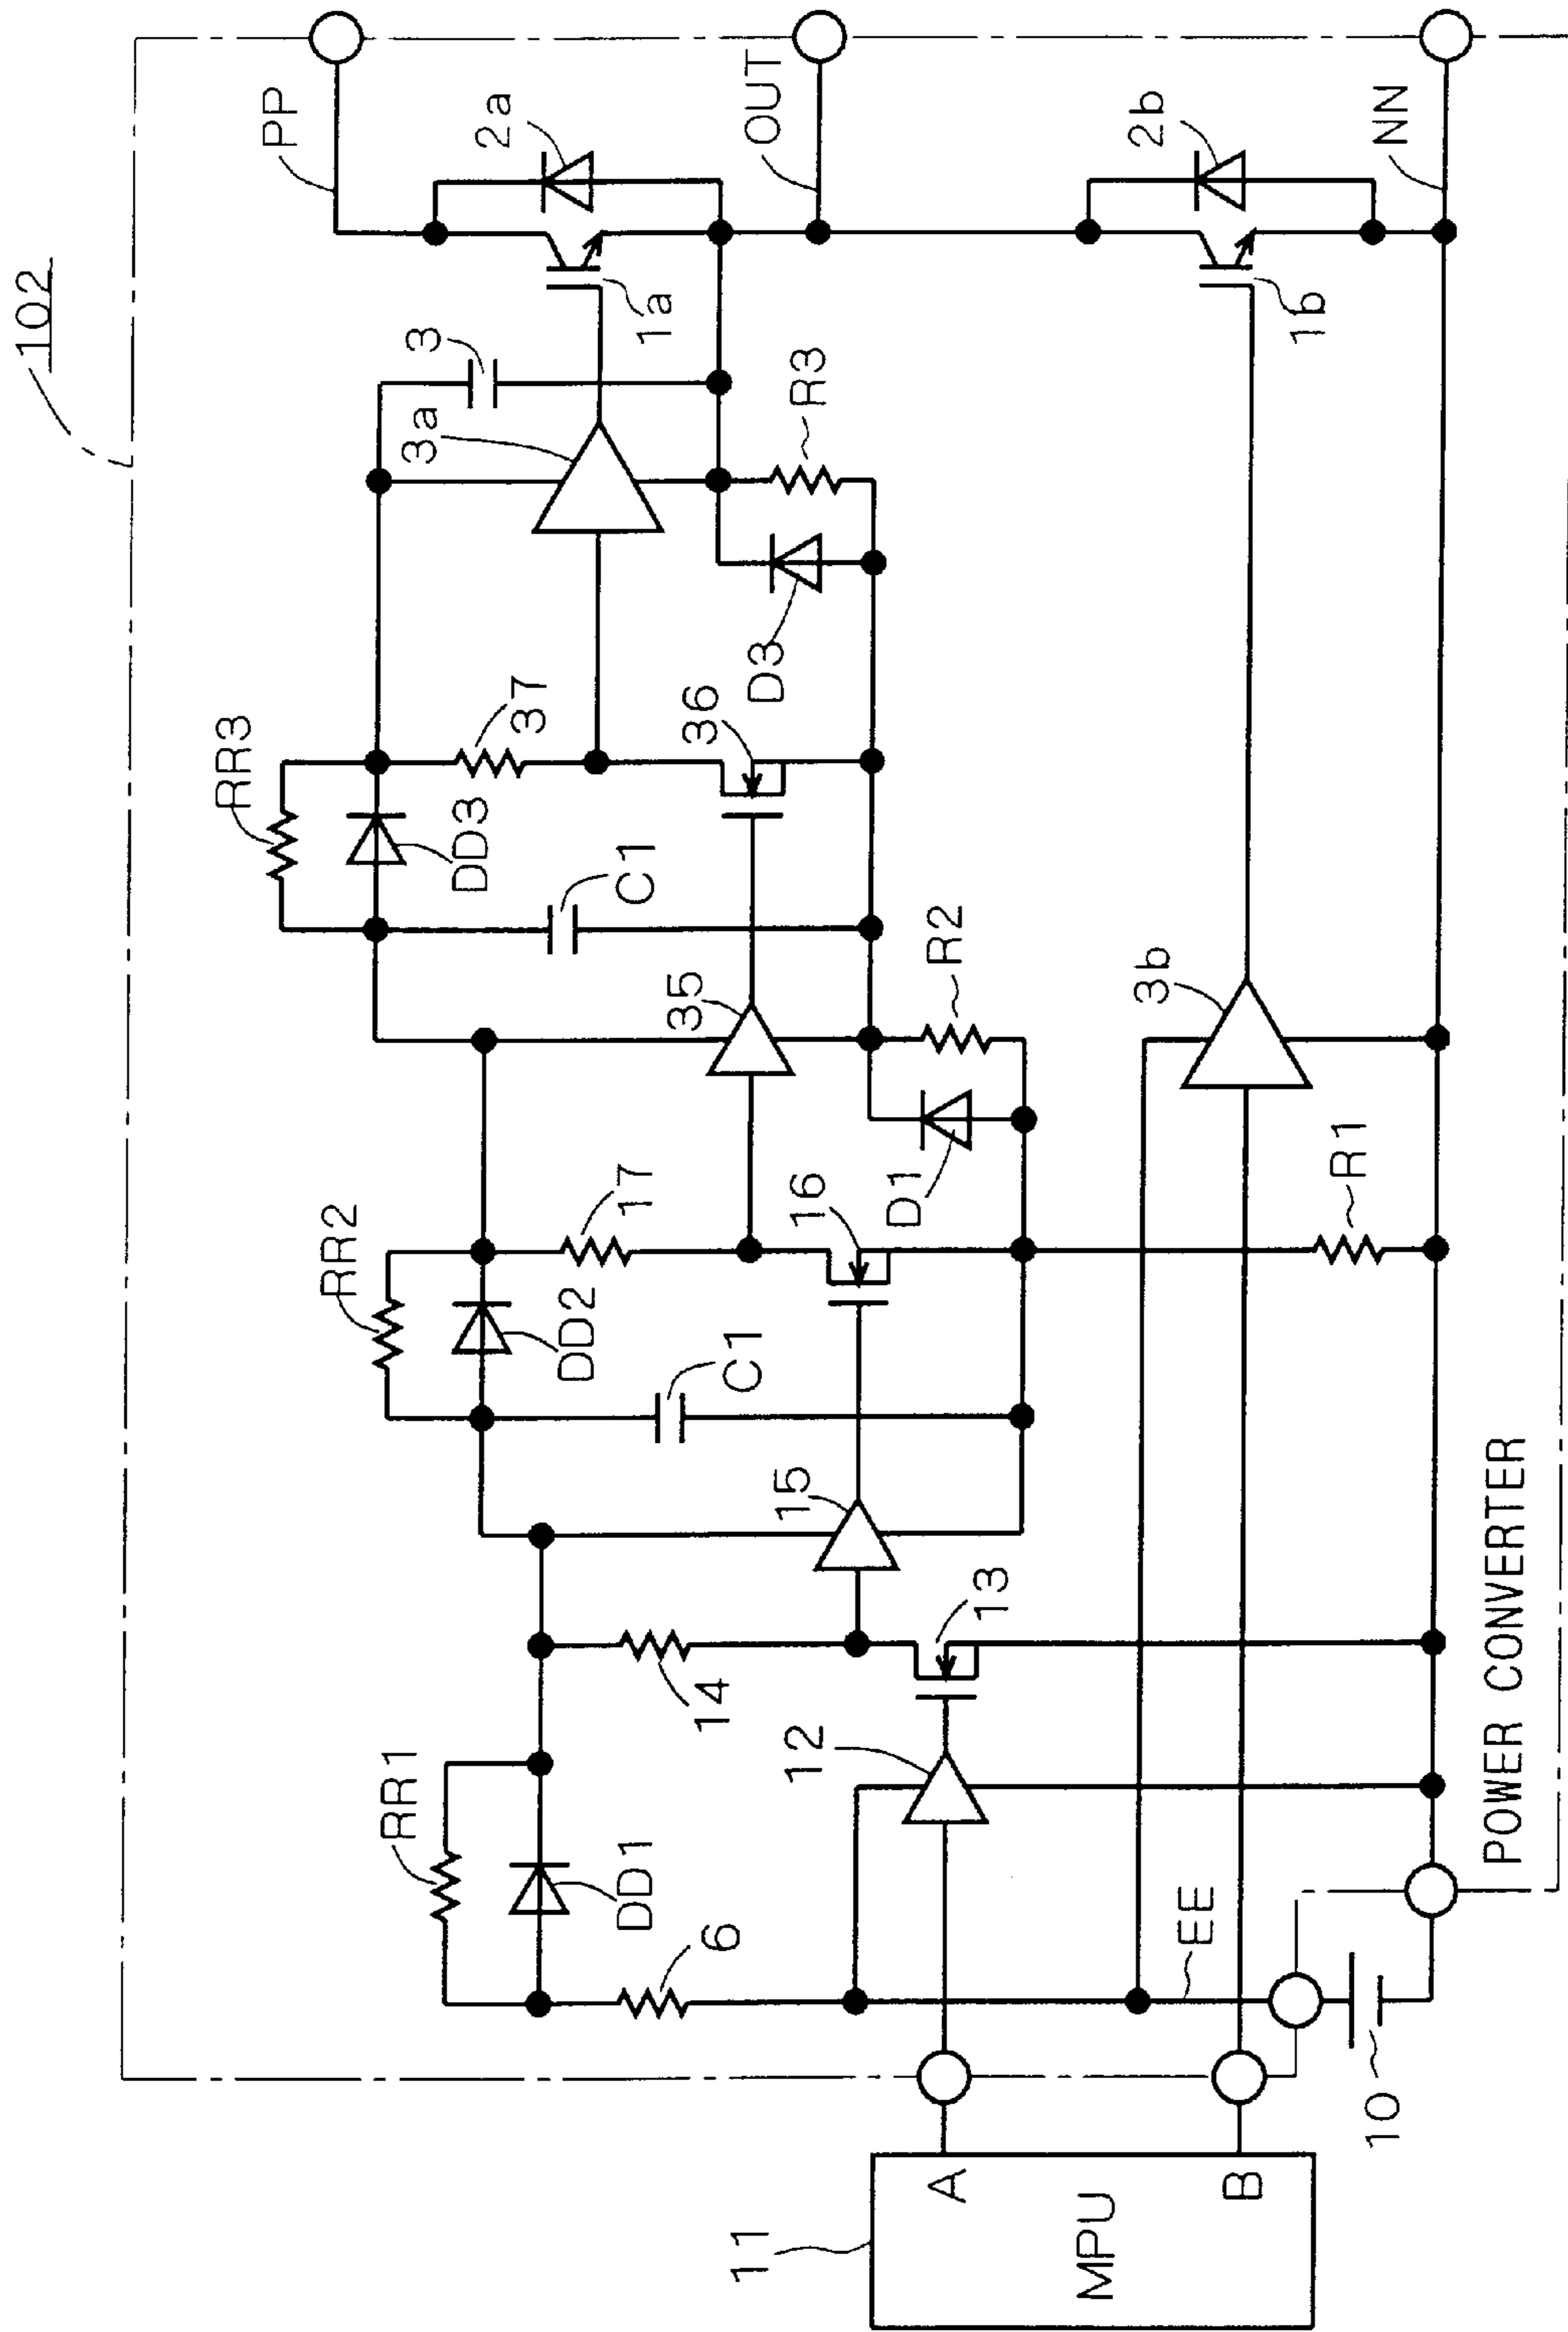 102
PP
2a
OUT
2b
NN
1a
1b
3
3a
R3
D3
RR3
37
36
DD3
C1
35
R2
3b
D1
R1
RR2
17
16
DD2
C1
15
13
14
12
RR1
DD1
6
EE
10
POWER CONVERTER
A
B
MPU
11